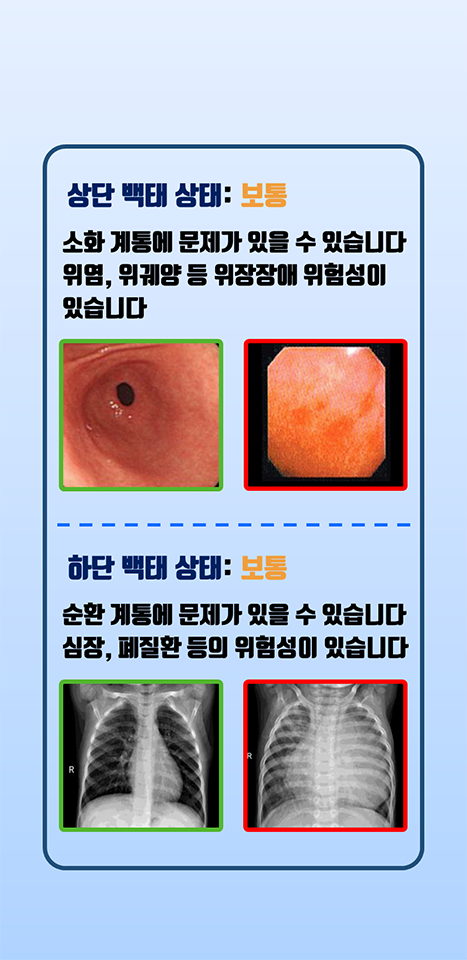 상단 백태 상태: 보통
소화 계통에 문제가 있을 수 있습니다
위염, 위궤양 등 위장장애 위험성이
있습니다
하단 백태 상태: 보통
순환 계통에 문제가 있을 수 있습니다
심장, 폐질환 등의 위험성이 있습니다
R
R